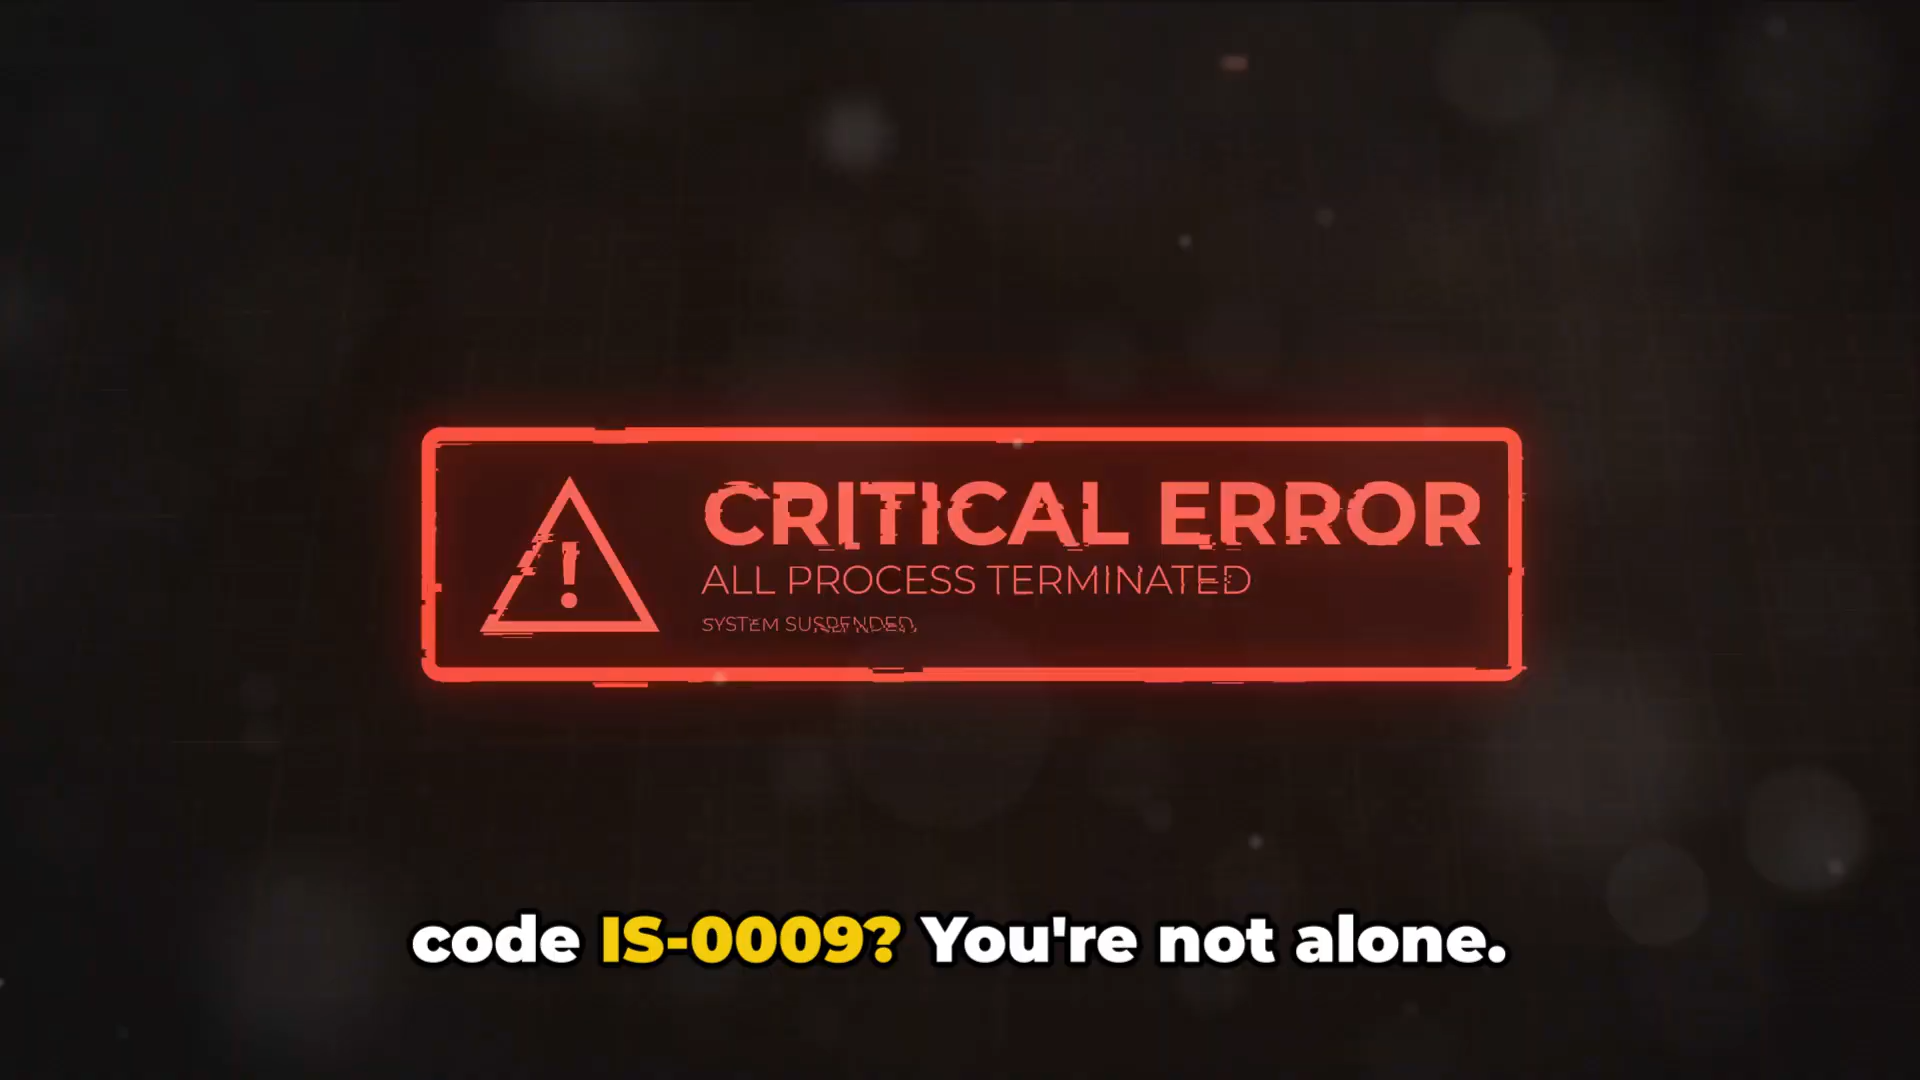 CRITICAL ERROR
ALL PROCESS TERMINATED
SYSTEM SUSPENDED
code IS-0009? You're not alone.